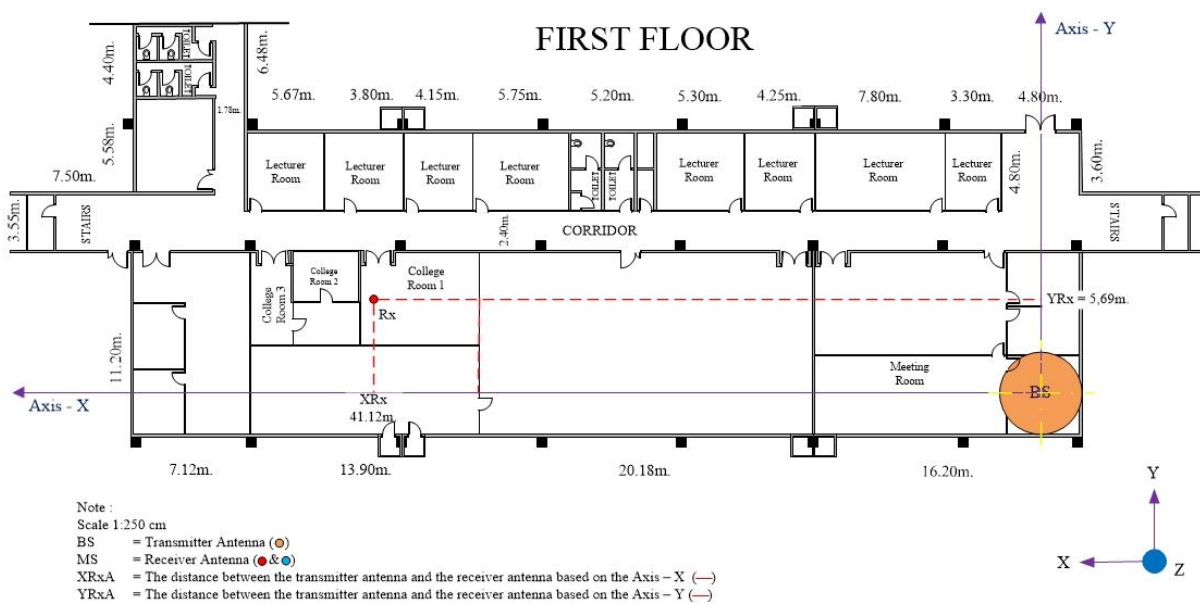 FIRST FLOOR
Axis - Y
4.40m.
TOILET
TOILET
6.48m.
5.67m.
3.80m.
4.15m.
5.75m.
5.20m.
5.30m.
4.25m.
7.80m.
3.30m.
4.80m.
1.78m.
5.58m.
7.50m.
Lecturer
Room
Lecturer
Room
Lecturer
Room
Lecturer
Room
TOILET
TOILET
Lecturer
Room
Lecturer
Room
Lecturer
Room
Lecturer
Room
4.80m.
3.60m.
3.55m.
STAIRS
2.40m.
CORRIDOR
STAIRS
College
Room 3
College
Room 2
College
Room 1
Rx
YRx = 5,69m.
11.20m.
Meeting
Room
BS
Axis - X
XRx
41.12m.
7.12m.
13.90m.
20.18m.
16.20m.
Note :
Scale 1:250 cm
BS = Transmitter Antenna ( )
MS = Receiver Antenna ( & )
XRxA = The distance between the transmitter antenna and the receiver antenna based on the Axis – X (—)
YRxA = The distance between the transmitter antenna and the receiver antenna based on the Axis – Y (—)
Y
X
Z